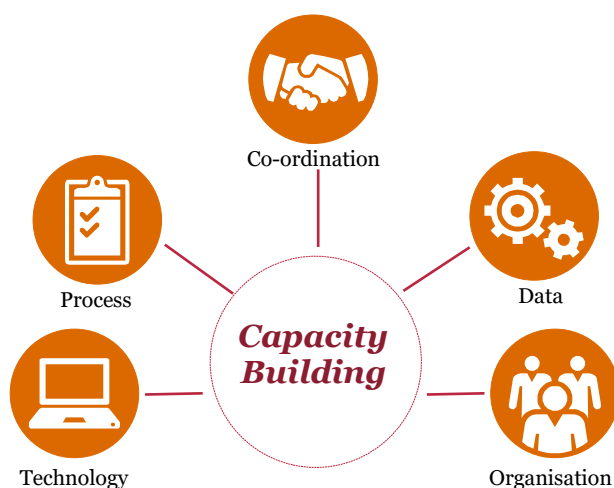 Co-ordination
Process
Data
Capacity
Building
Technology
Organisation